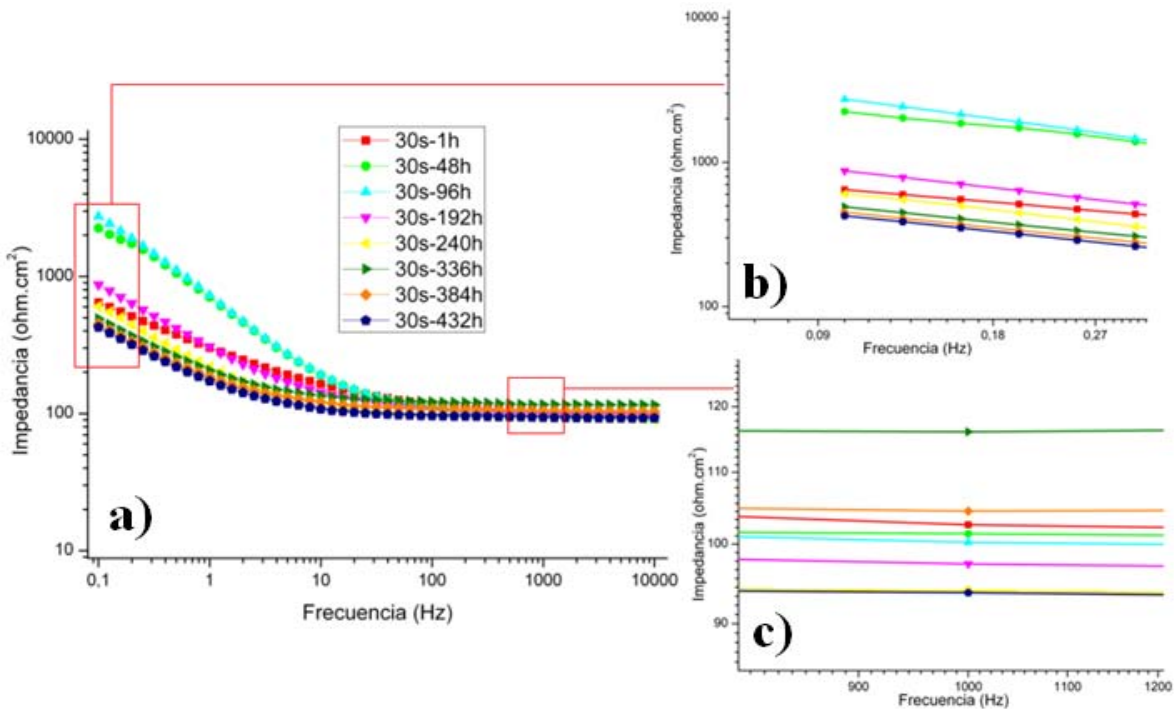 10000
1000
100
10
Impedancia (ohm.cm²)
0,1
1
10
100
1000
10000
Frecuencia (Hz)
30s-1h
30s-48h
30s-96h
30s-192h
30s-240h
30s-336h
30s-384h
30s-432h
a)
10000
1000
100
Impedancia (ohm.cm²)
0,09
0,18
0,27
Frecuencia (Hz)
b)
120
110
100
90
Impedancia (ohm.cm²)
900
1000
1100
1200
Frecuencia (Hz)
c)